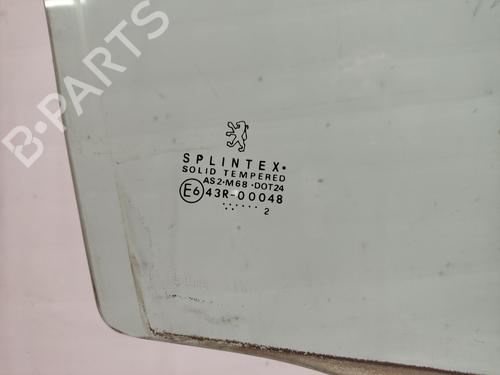 B-PARTS
SPLINTEX
SOLID TEMPERED
AS2·M68·DOT24
E6 43R-00048
2